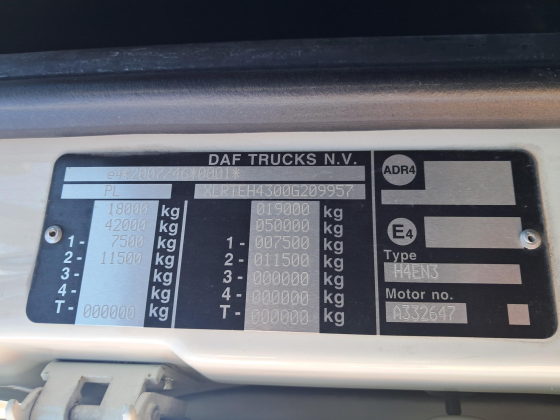 DAF TRUCKS N.V.
e4*2007/46*0001*
PL XLRTEH4300G209957
18000 kg 019000 kg
42000 kg 050000 kg
1- 7500 kg 1- 007500 kg
2- 11500 kg 2- 011500 kg
3- kg 3- 000000 kg
4- kg 4- 000000 kg
T- 000000 kg T- 000000 kg
ADR4
E4
Type
H4EN3
Motor no.
A332647